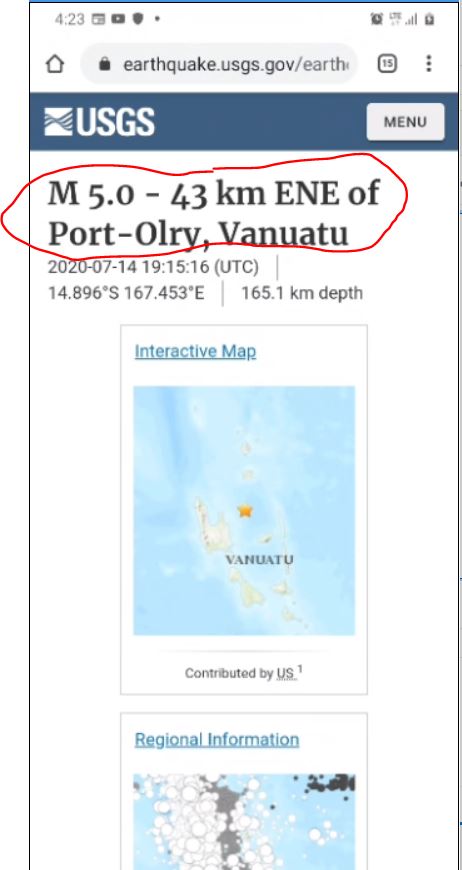 4:23
LTE
earthquake.usgs.gov/earth
15
USGS
MENU
M 5.0 - 43 km ENE of
Port-Olry, Vanuatu
2020-07-14 19:15:16 (UTC)
14.896°S 167.453°E
165.1 km depth
Interactive Map
VANUATU
Contributed by US 1
Regional Information